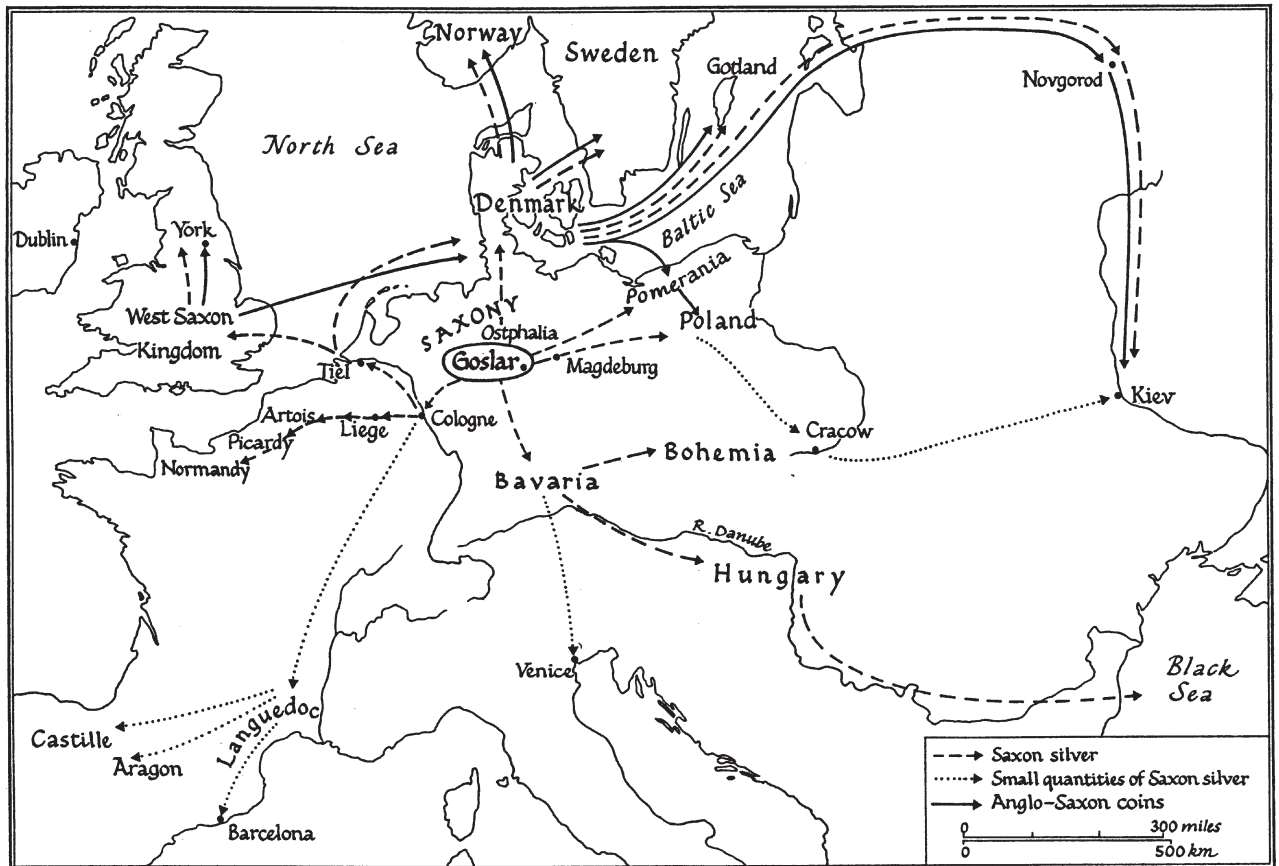 Norway
Sweden
Gotland
Novgorod
North Sea
Denmark
Baltic Sea
Dublin
York
Pomerania
West Saxon
Kingdom
SAXONY
Ostphalia
Poland
Goslar
Magdeburg
Tiel
Kiev
Artois
Liege
Cologne
Picardy
Normandy
Cracow
Bohemia
Bavaria
R. Danube
Hungary
Venice
Black
Sea
Languedoc
Castille
Aragon
Barcelona
Saxon silver
Small quantities of Saxon silver
Anglo-Saxon coins
0 300 miles
0 500 km